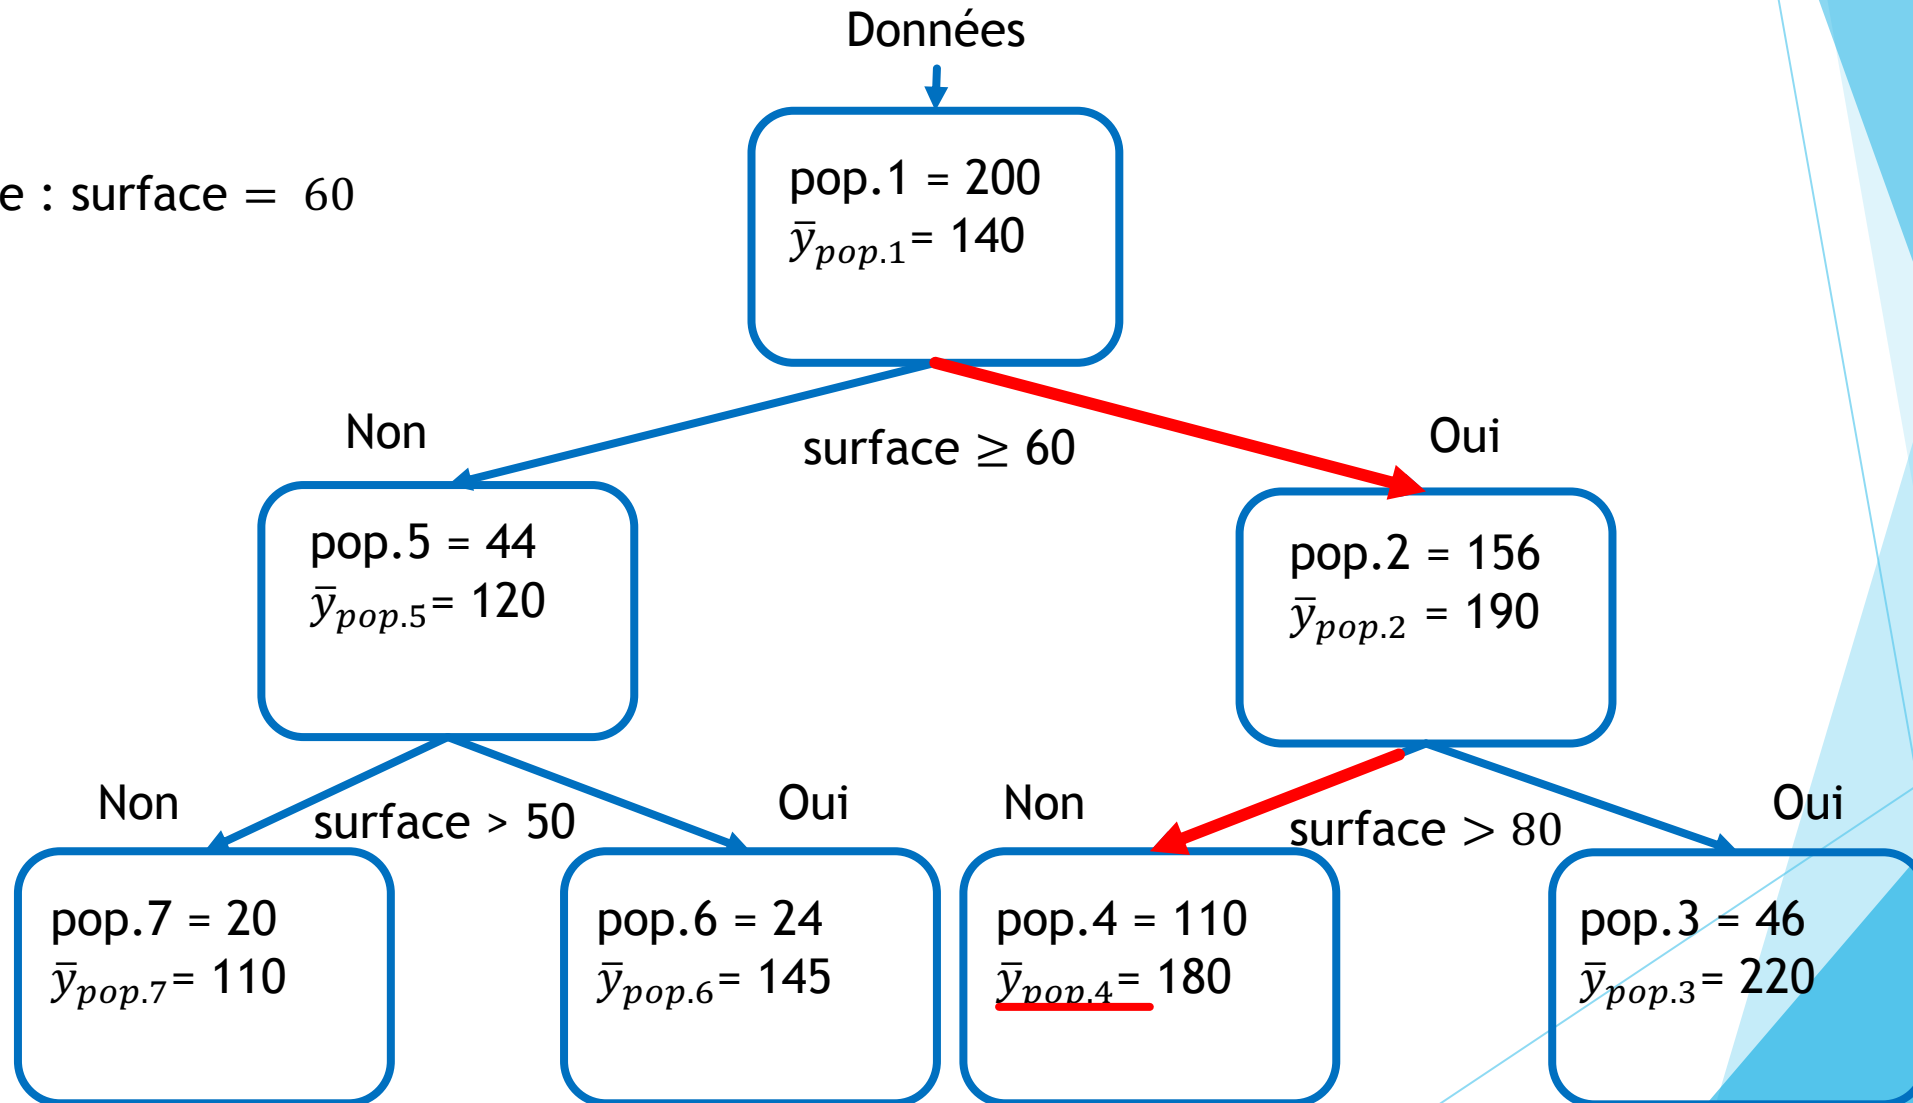 Données
e : surface = 60
pop.1 = 200
ȳpop.1= 140
Non
surface ≥ 60
Oui
pop.5 = 44
ȳpop.5= 120
pop.2 = 156
ȳpop.2 = 190
Non
surface > 50
Oui
Non
surface > 80
Oui
pop.7 = 20
ȳpop.7= 110
pop.6 = 24
ȳpop.6= 145
pop.4 = 110
ȳpop.4= 180
pop.3 = 46
ȳpop.3= 220